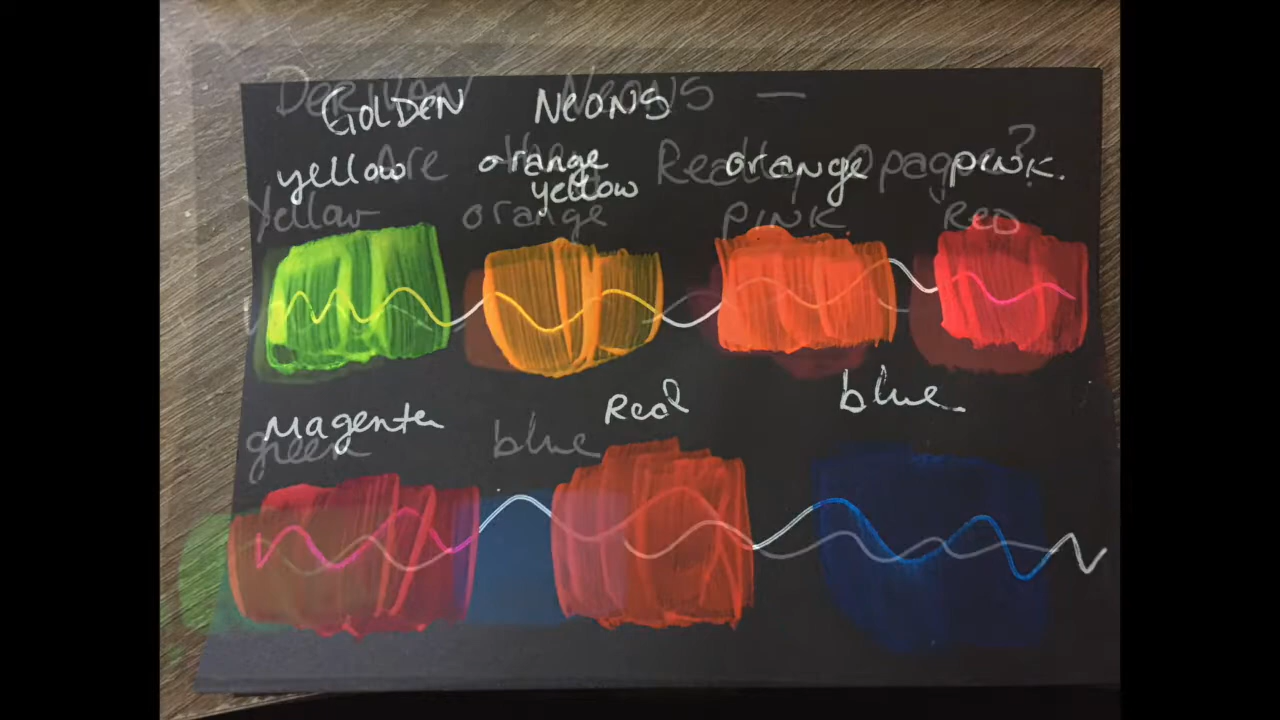 DERIVAN NEONS —
GOLDEN NEONS
Are they Really Opaque?
yellow orange yellow orange pink.
Yellow orange PINK RED
Magenta Red blue
green blue